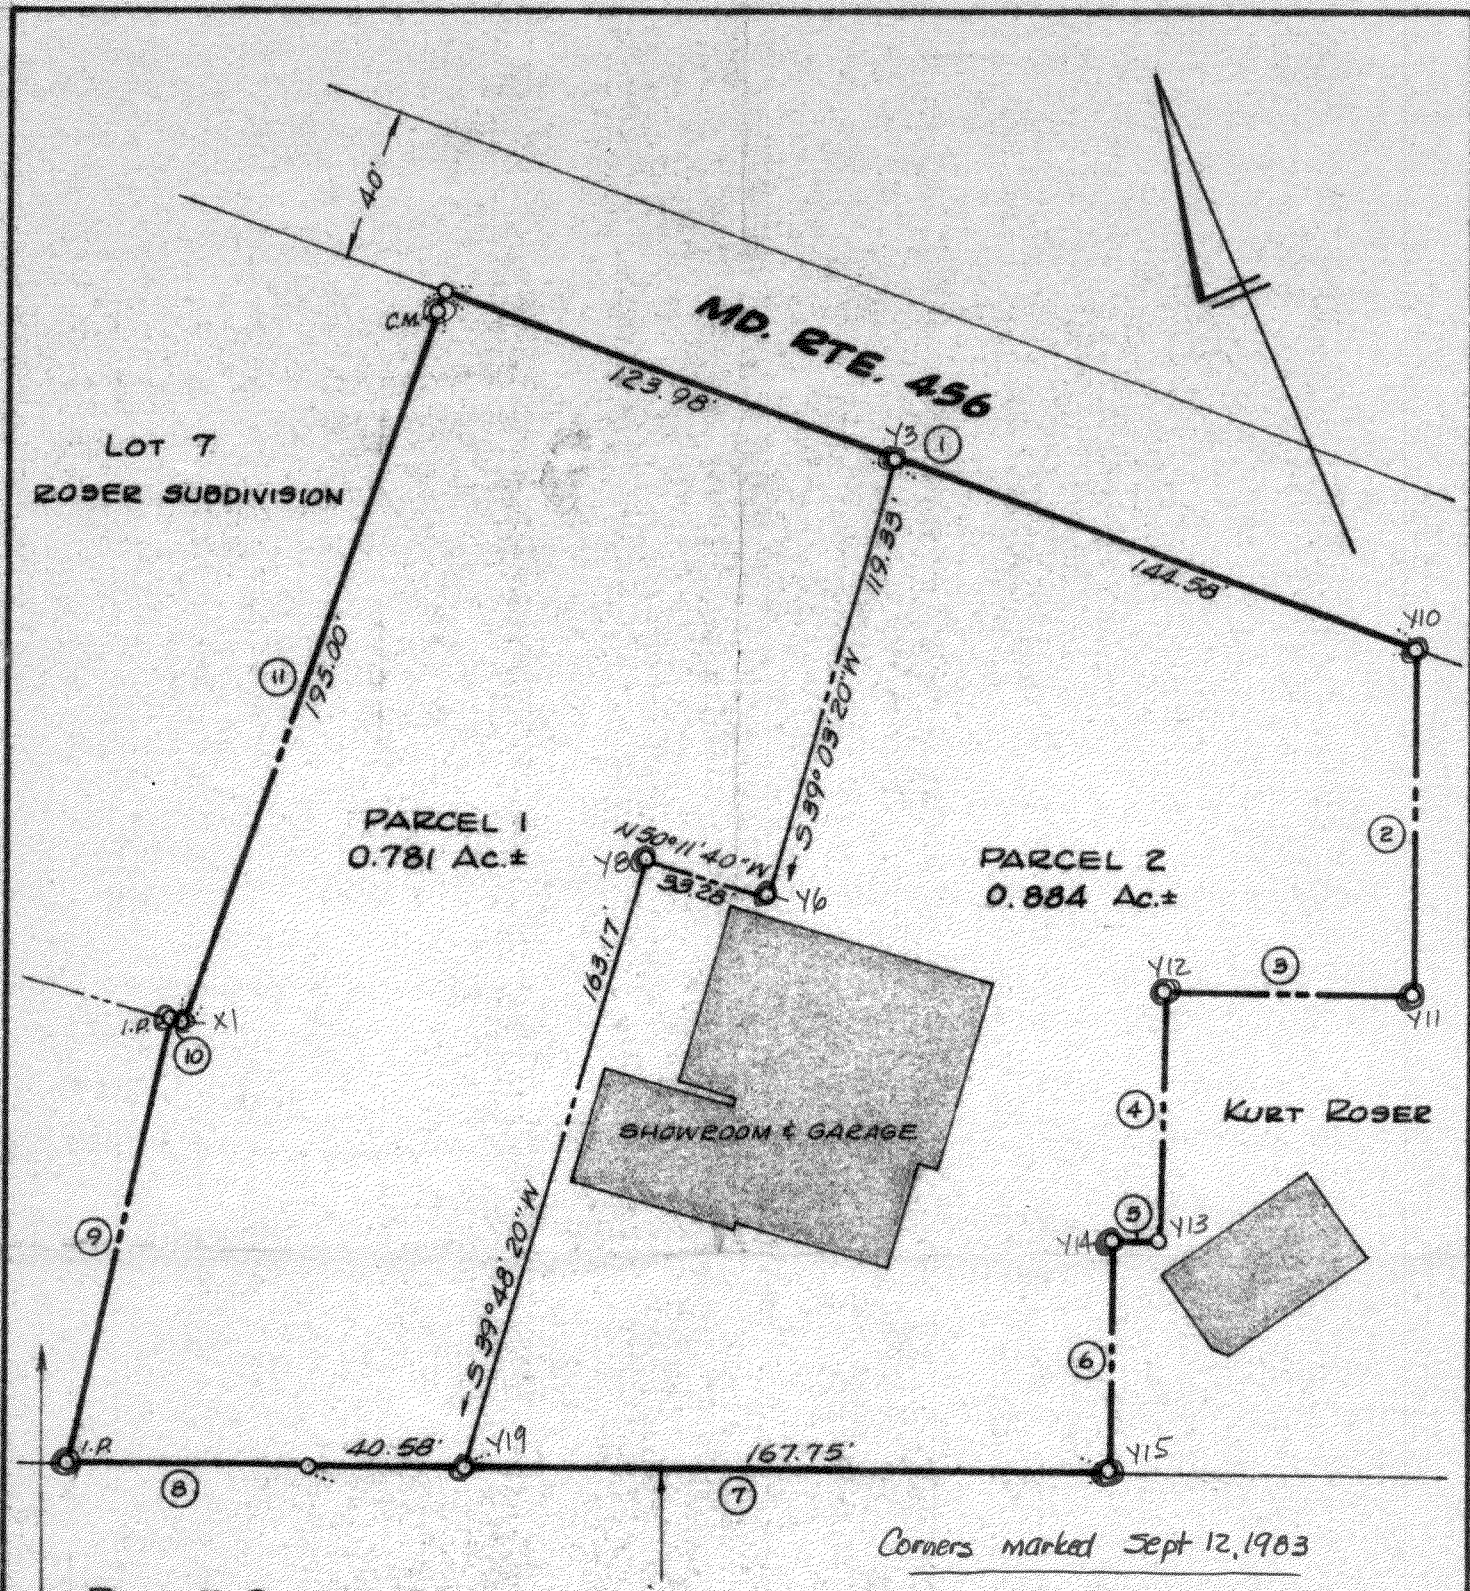 40'
C.M.
MD. RTE. 456
123.98'
Y3
1
LOT 7
ROSER SUBDIVISION
119.33'
144.58'
Y10
11
195.00'
S 39° 03' 20" W
2
PARCEL 1
0.781 Ac.±
N 50° 11' 40" W
Y8
33.28'
Y6
PARCEL 2
0.884 Ac.±
163.17'
Y12
3
Y11
I.P.
X1
10
4
KURT ROSER
SHOWROOM & GARAGE
9
5
Y14
Y13
S 39° 48' 20" W
6
I.P.
40.58'
Y19
167.75'
Y15
8
7
Corners marked Sept 12, 1983